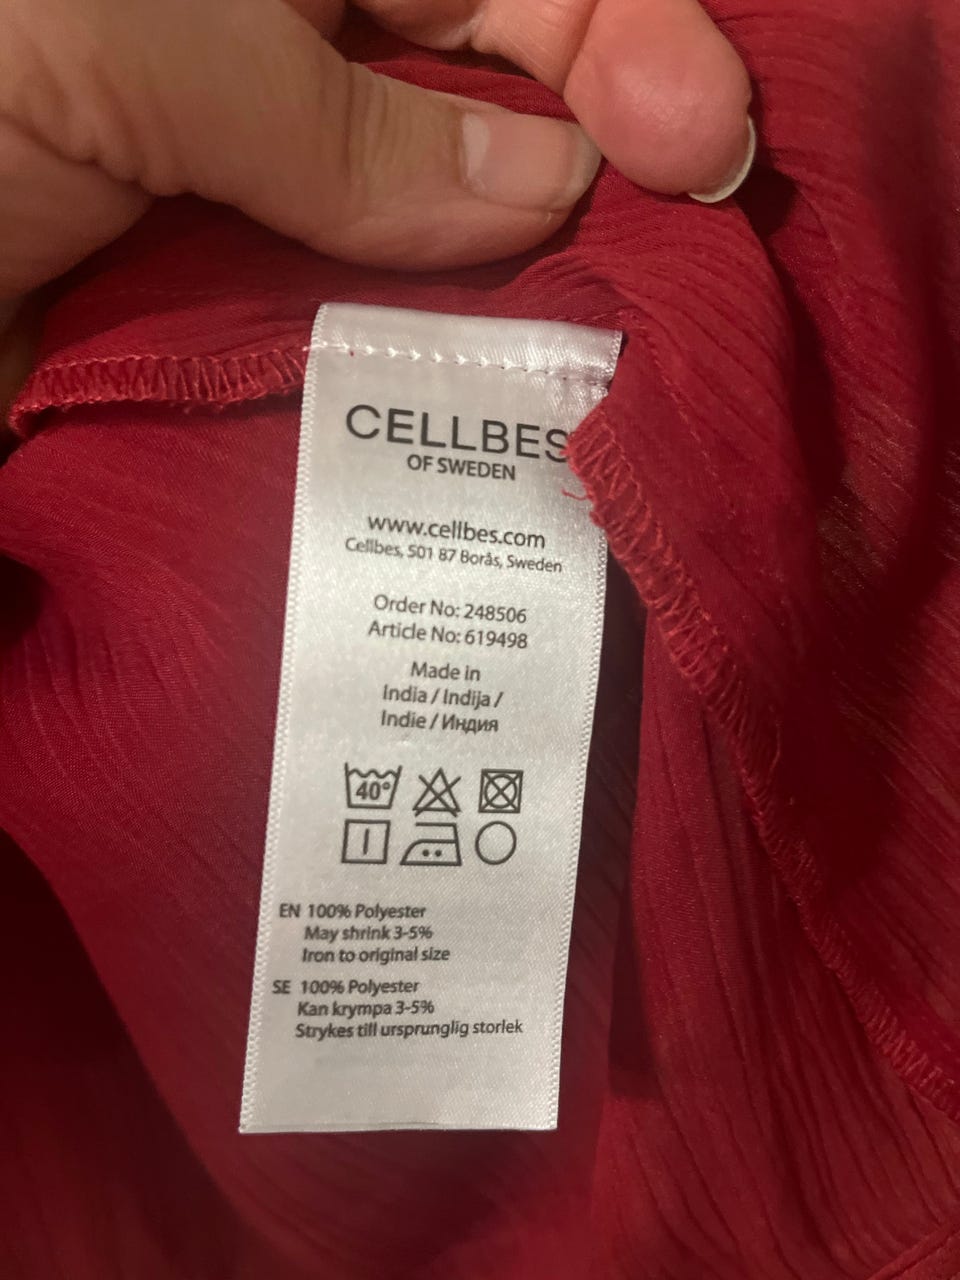 CELLBES
OF SWEDEN
www.cellbes.com
Cellbes, 501 87 Borås, Sweden
Order No: 248506
Article No: 619498
Made in
India / Indija /
Indie / Индия
40°
EN 100% Polyester
May shrink 3-5%
Iron to original size
SE 100% Polyester
Kan krympa 3-5%
Strykes till ursprunglig storlek